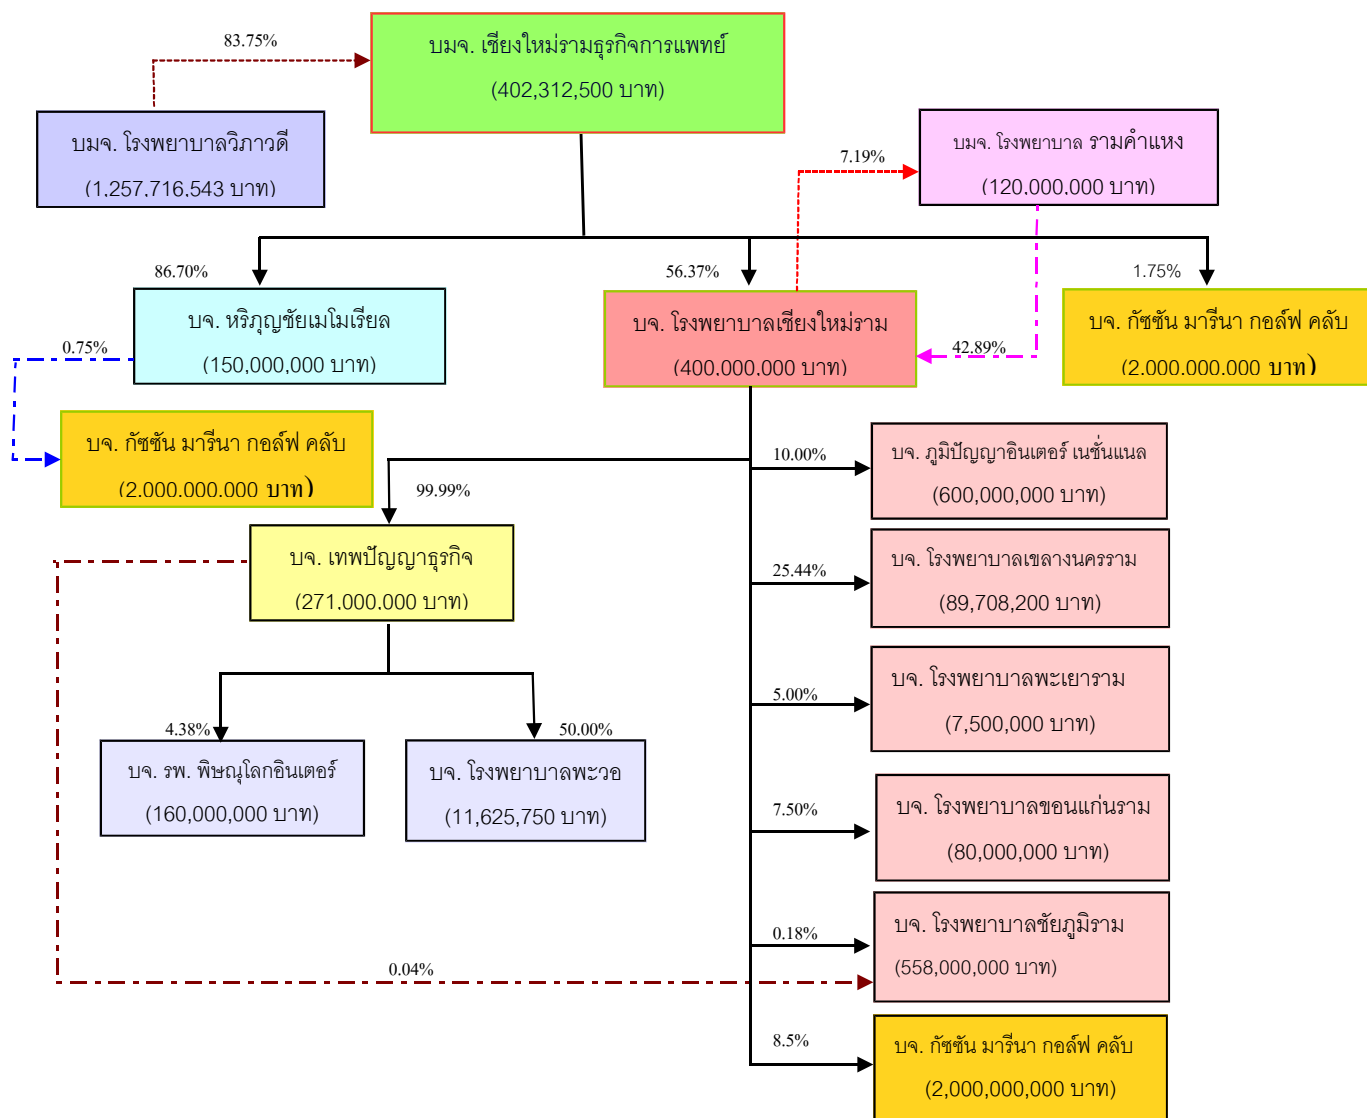 83.75%
บมจ. เชียงใหม่รามธุรกิจการแพทย์
(402,312,500 บาท)
บมจ. โรงพยาบาลวิภาวดี
(1,257,716,543 บาท)
7.19%
บมจ. โรงพยาบาล รามคำแหง
(120,000,000 บาท)
86.70%
56.37%
1.75%
บจ. หริภุญชัยเมโมเรียล
(150,000,000 บาท)
บจ. โรงพยาบาลเชียงใหม่ราม
(400,000,000 บาท)
บจ. กัซซัน มารีนา กอล์ฟ คลับ
(2,000,000,000 บาท)
0.75%
42.89%
บจ. กัซซัน มารีนา กอล์ฟ คลับ
(2,000,000,000 บาท)
99.99%
10.00%
บจ. ภูมิปัญญาอินเตอร์ เนชั่นแนล
(600,000,000 บาท)
บจ. เทพปัญญาธุรกิจ
(271,000,000 บาท)
25.44%
บจ. โรงพยาบาลเขลางนครราม
(89,708,200 บาท)
5.00%
บจ. โรงพยาบาลพะเยาราม
(7,500,000 บาท)
4.38%
50.00%
บจ. รพ. พิษณุโลกอินเตอร์
(160,000,000 บาท)
บจ. โรงพยาบาลพะวอ
(11,625,750 บาท)
7.50%
บจ. โรงพยาบาลขอนแก่นราม
(80,000,000 บาท)
0.18%
บจ. โรงพยาบาลชัยภูมิราม
(558,000,000 บาท)
0.04%
8.5%
บจ. กัซซัน มารีนา กอล์ฟ คลับ
(2,000,000,000 บาท)